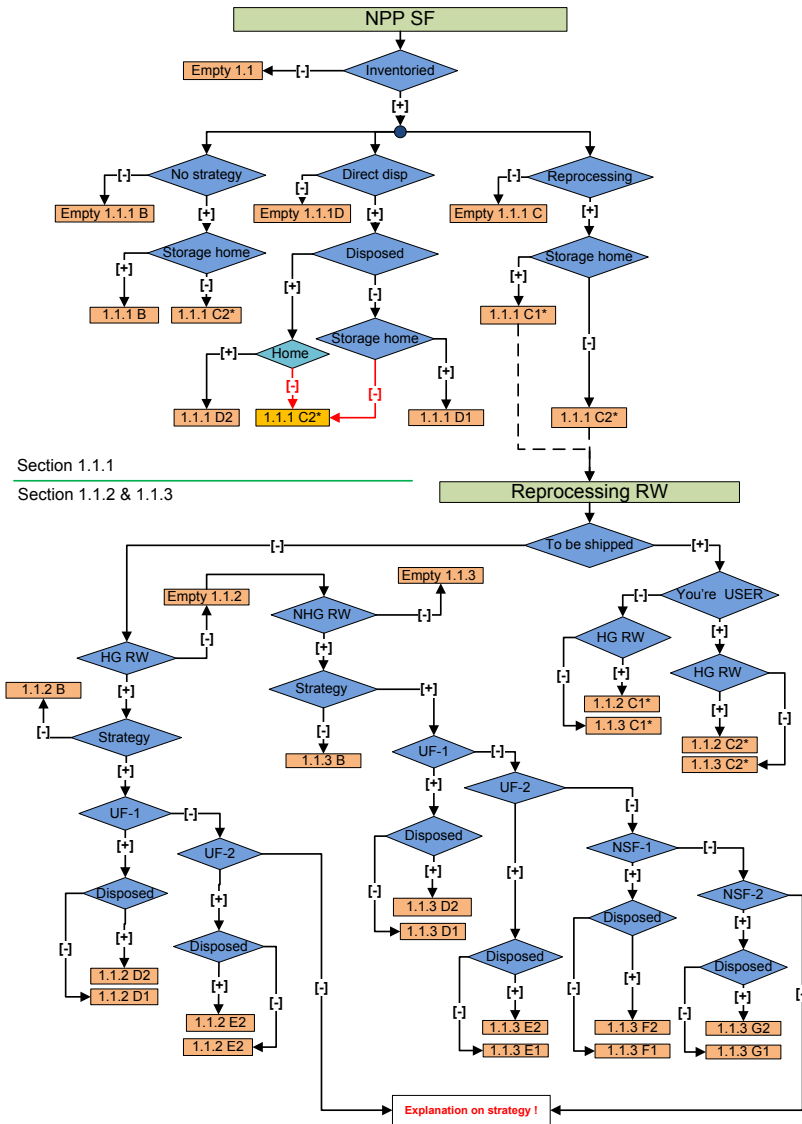 NPP SF
Empty 1.1
[-]
Inventoried
[+]
No strategy
Direct disp
Reprocessing
[-]
[-]
[-]
Empty 1.1.1 B
[+]
Empty 1.1.1D
[+]
Empty 1.1.1 C
[+]
Storage home
Disposed
Storage home
[+]
[-]
[+]
[-]
[+]
1.1.1 B
1.1.1 C2*
1.1.1 C1*
Storage home
[-]
[+]
Home
[+]
[-]
[-]
1.1.1 D2
1.1.1 C2*
1.1.1 D1
1.1.1 C2*
Section 1.1.1
Section 1.1.2 & 1.1.3
Reprocessing RW
[-]
To be shipped
[+]
Empty 1.1.2
Empty 1.1.3
NHG RW
[-]
[-]
You're USER
[-]
[+]
HG RW
[+]
HG RW
[+]
[-]
HG RW
1.1.2 B
[+]
Strategy
[+]
1.1.2 C1*
[+]
[-]
1.1.3 C1*
[-]
Strategy
[-]
1.1.3 B
UF-1
[-]
1.1.2 C2*
1.1.3 C2*
[+]
[+]
UF-2
UF-1
[-]
[-]
Disposed
[+]
NSF-1
[-]
[+]
UF-2
[-]
[+]
[+]
NSF-2
Disposed
[+]
1.1.3 D2
Disposed
[-]
[+]
1.1.3 D1
[+]
Disposed
Disposed
Disposed
[+]
[-]
[+]
[-]
[+]
[-]
1.1.2 D2
[+]
[-]
[-]
[+]
[-]
1.1.2 D1
1.1.2 E2
1.1.3 E2
1.1.3 F2
1.1.3 G2
1.1.2 E2
1.1.3 E1
1.1.3 F1
1.1.3 G1
Explanation on strategy !